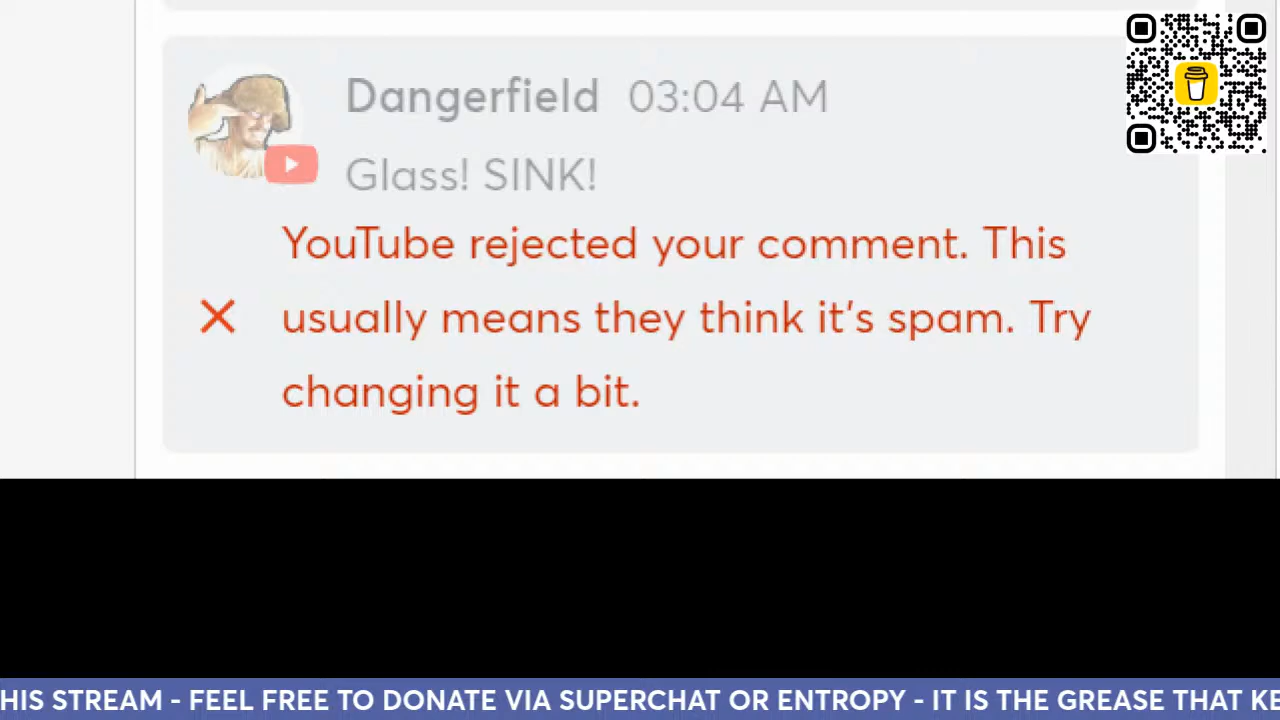 Dangerfield 03:04 AM
Glass! SINK!
YouTube rejected your comment. This
usually means they think it's spam. Try
changing it a bit.
HIS STREAM - FEEL FREE TO DONATE VIA SUPERCHAT OR ENTROPY - IT IS THE GREASE THAT KE